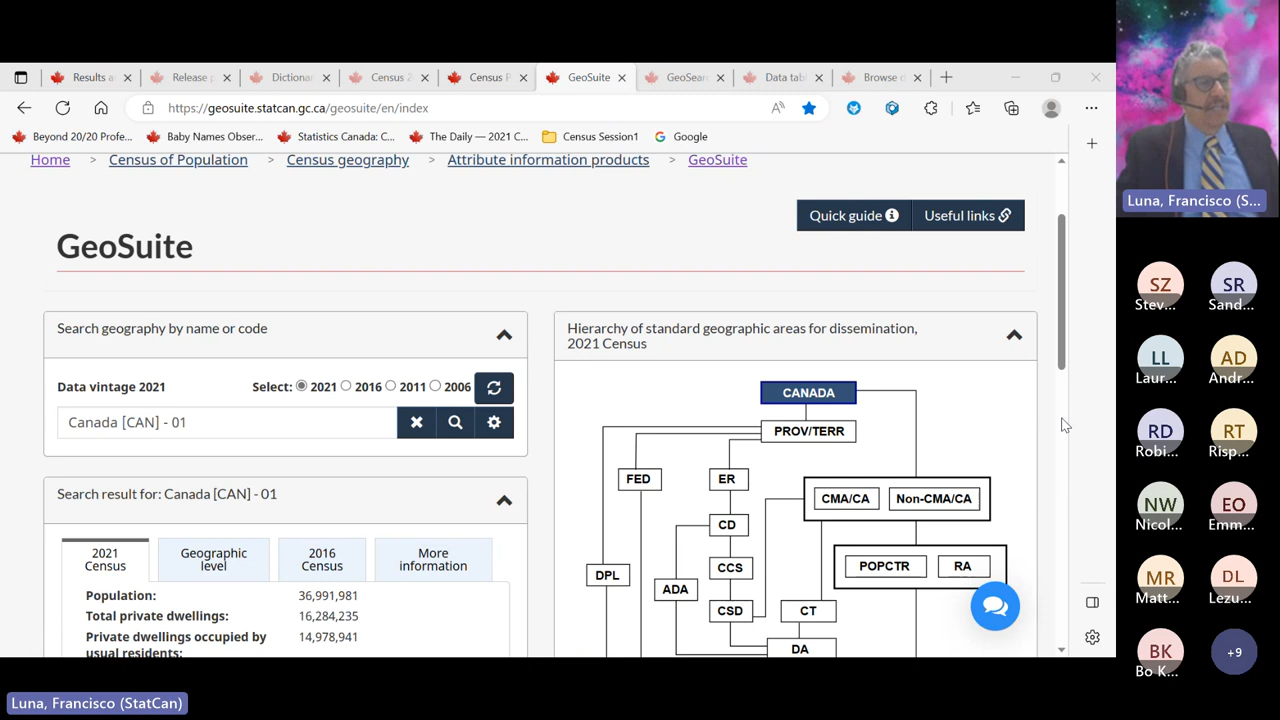 Results a
Release p
Dictionar
Census 2
Census P
GeoSuite
GeoSearc
Data tabl
Browse d
https://geosuite.statcan.gc.ca/geosuite/en/index
Beyond 20/20 Profe...
Baby Names Obser...
Statistics Canada: C...
The Daily — 2021 C...
Census Session1
Google
Home > Census of Population > Census geography > Attribute information products > GeoSuite
Quick guide
Useful links
GeoSuite
Search geography by name or code
Data vintage 2021
Select: 2021 2016 2011 2006
Canada [CAN] - 01
Search result for: Canada [CAN] - 01
2021 Census
Geographic level
2016 Census
More information
Population: 36,991,981
Total private dwellings: 16,284,235
Private dwellings occupied by 14,978,941
usual residents:
Hierarchy of standard geographic areas for dissemination,
2021 Census
CANADA
PROV/TERR
FED
ER
CMA/CA
Non-CMA/CA
CD
CCS
POPCTR
RA
DPL
ADA
CSD
CT
DA
Luna, Francisco (S...
SZ
Stev...
SR
Sand...
LL
Laur...
AD
Andr...
RD
Robi...
RT
Risp...
NW
Nicol...
EO
Emm...
MR
Matt...
DL
Lezu...
BK
Bo K...
+9
Luna, Francisco (StatCan)